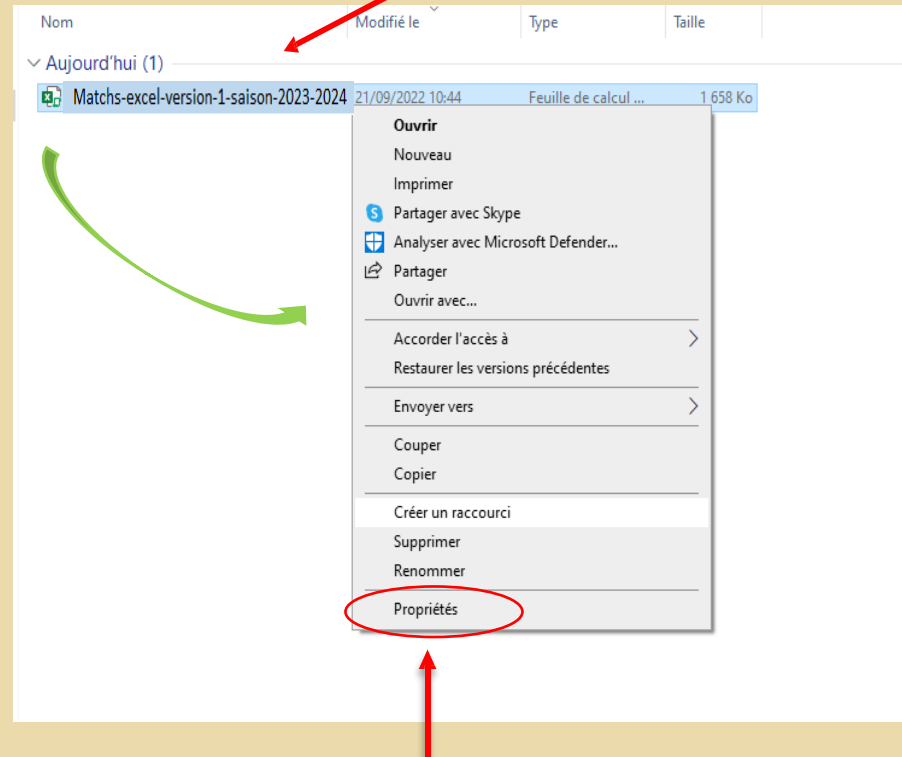 Nom Modifié le Type Taille
Aujourd'hui (1)
Matchs-excel-version-1-saison-2023-2024 21/09/2022 10:44 Feuille de calcul ... 1 658 Ko
Ouvrir
Nouveau
Imprimer
Partager avec Skype
Analyser avec Microsoft Defender...
Partager
Ouvrir avec...
Accorder l'accès à
Restaurer les versions précédentes
Envoyer vers
Couper
Copier
Créer un raccourci
Supprimer
Renommer
Propriétés